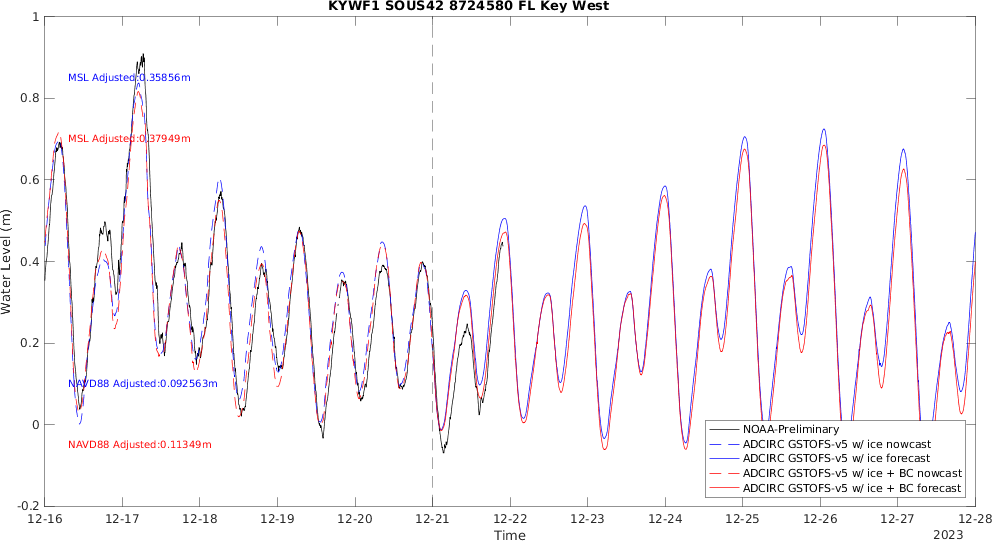 KYWF1 SOUS42 8724580 FL Key West
1
0.8
0.6
0.4
0.2
0
-0.2
Water Level (m)
MSL Adjusted:0.35856m
MSL Adjusted:0.37949m
NAVD88 Adjusted:0.092563m
NAVD88 Adjusted:0.11349m
NOAA-Preliminary
ADCIRC GSTOFS-v5 w/ ice nowcast
ADCIRC GSTOFS-v5 w/ ice forecast
ADCIRC GSTOFS-v5 w/ ice + BC nowcast
ADCIRC GSTOFS-v5 w/ ice + BC forecast
12-16 12-17 12-18 12-19 12-20 12-21 12-22 12-23 12-24 12-25 12-26 12-27 12-28
Time
2023